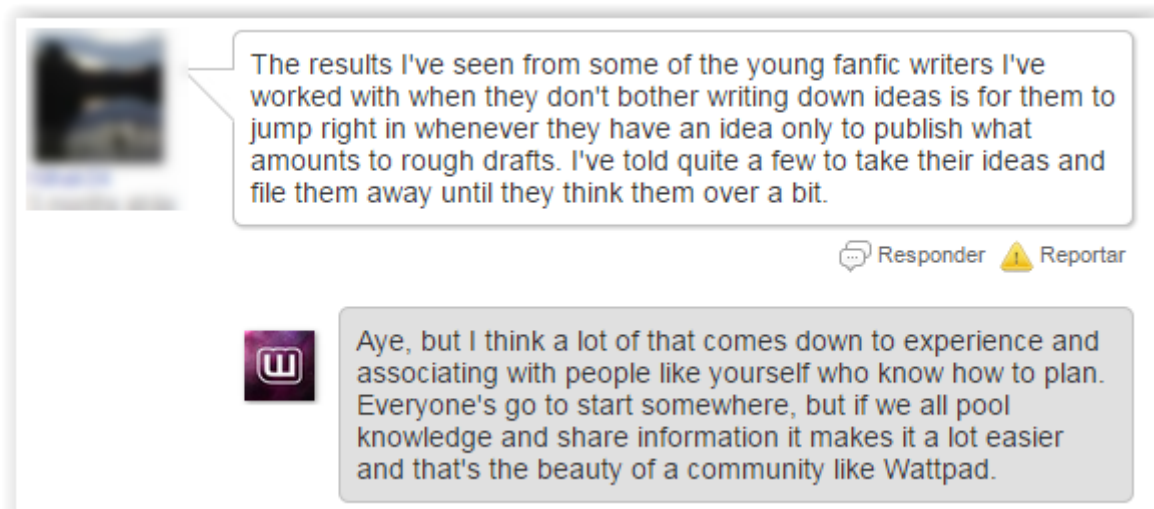 The results I've seen from some of the young fanfic writers I've
worked with when they don't bother writing down ideas is for them to
jump right in whenever they have an idea only to publish what
amounts to rough drafts. I've told quite a few to take their ideas and
file them away until they think them over a bit.
Responder Reportar
Aye, but I think a lot of that comes down to experience and
associating with people like yourself who know how to plan.
Everyone's go to start somewhere, but if we all pool
knowledge and share information it makes it a lot easier
and that's the beauty of a community like Wattpad.